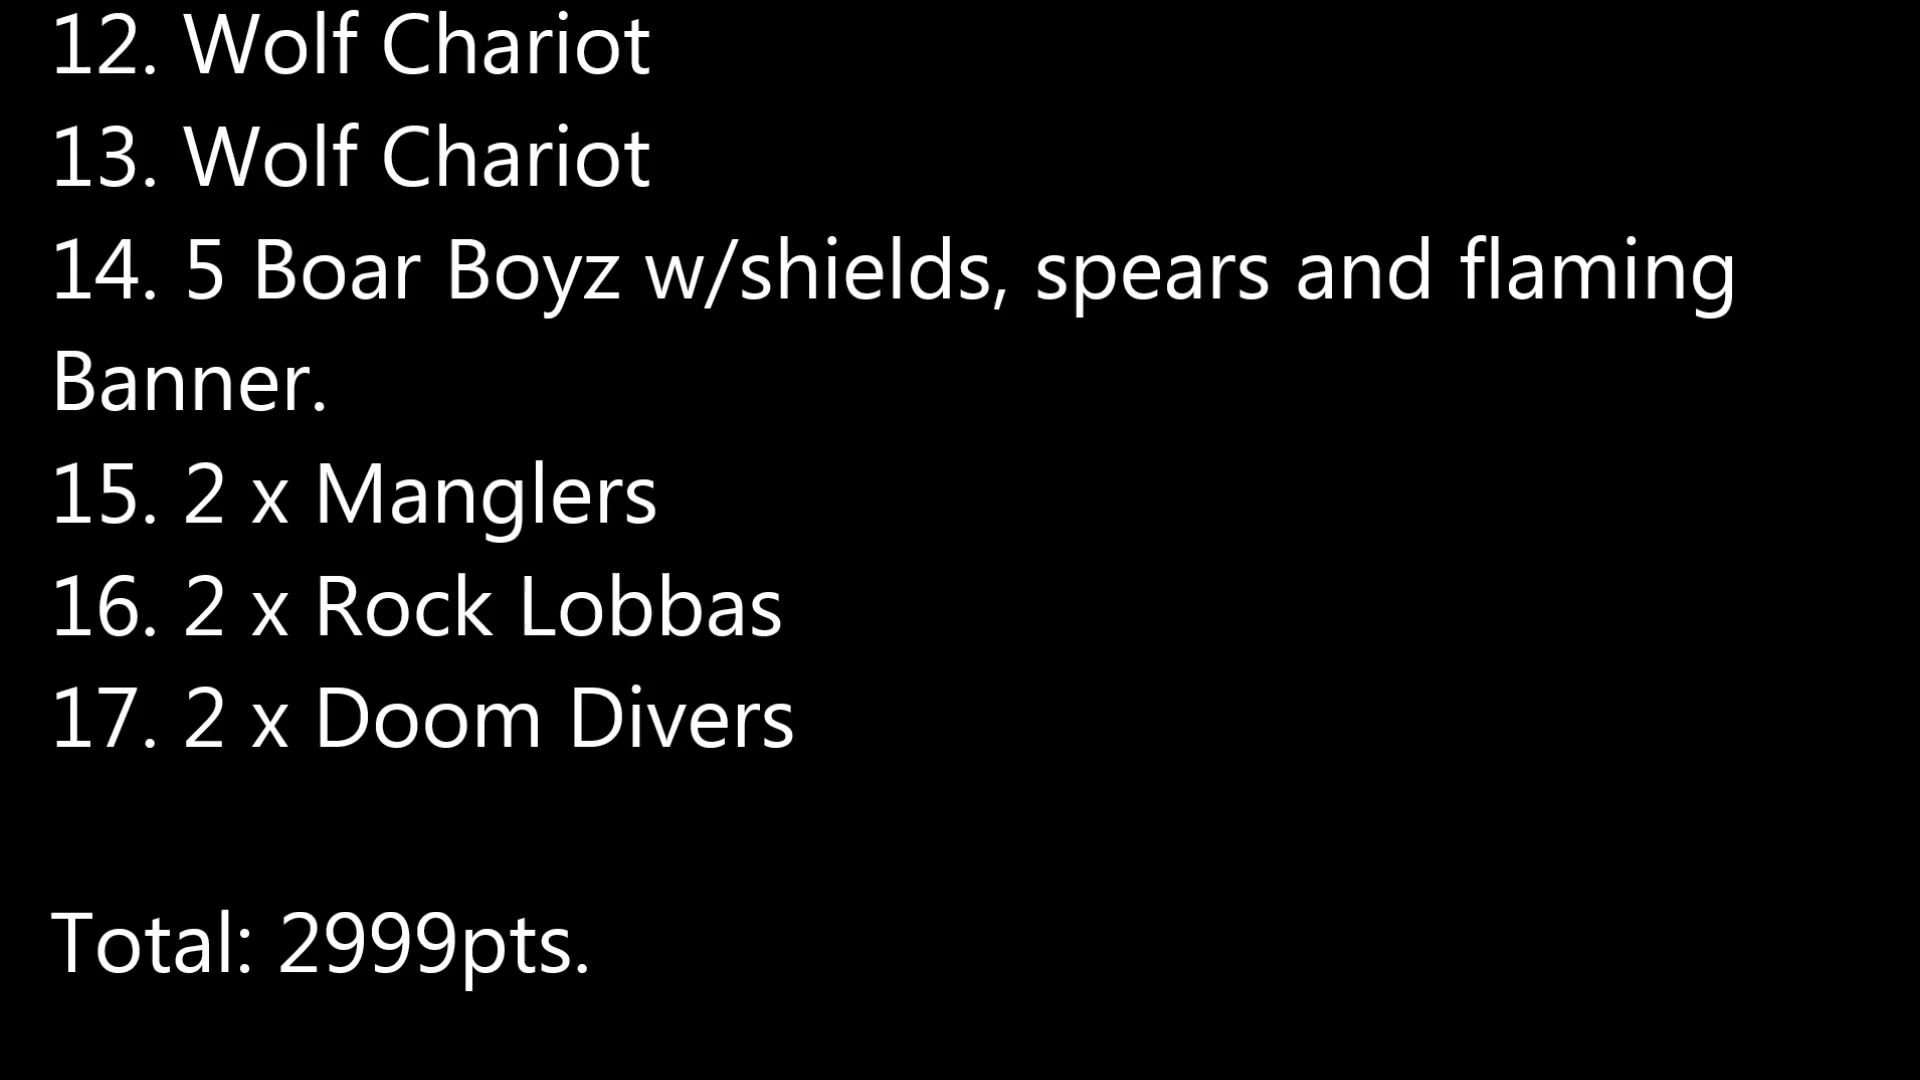 12. Wolf Chariot
13. Wolf Chariot
14. 5 Boar Boyz w/shields, spears and flaming
Banner.
15. 2 x Manglers
16. 2 x Rock Lobbas
17. 2 x Doom Divers
Total: 2999pts.